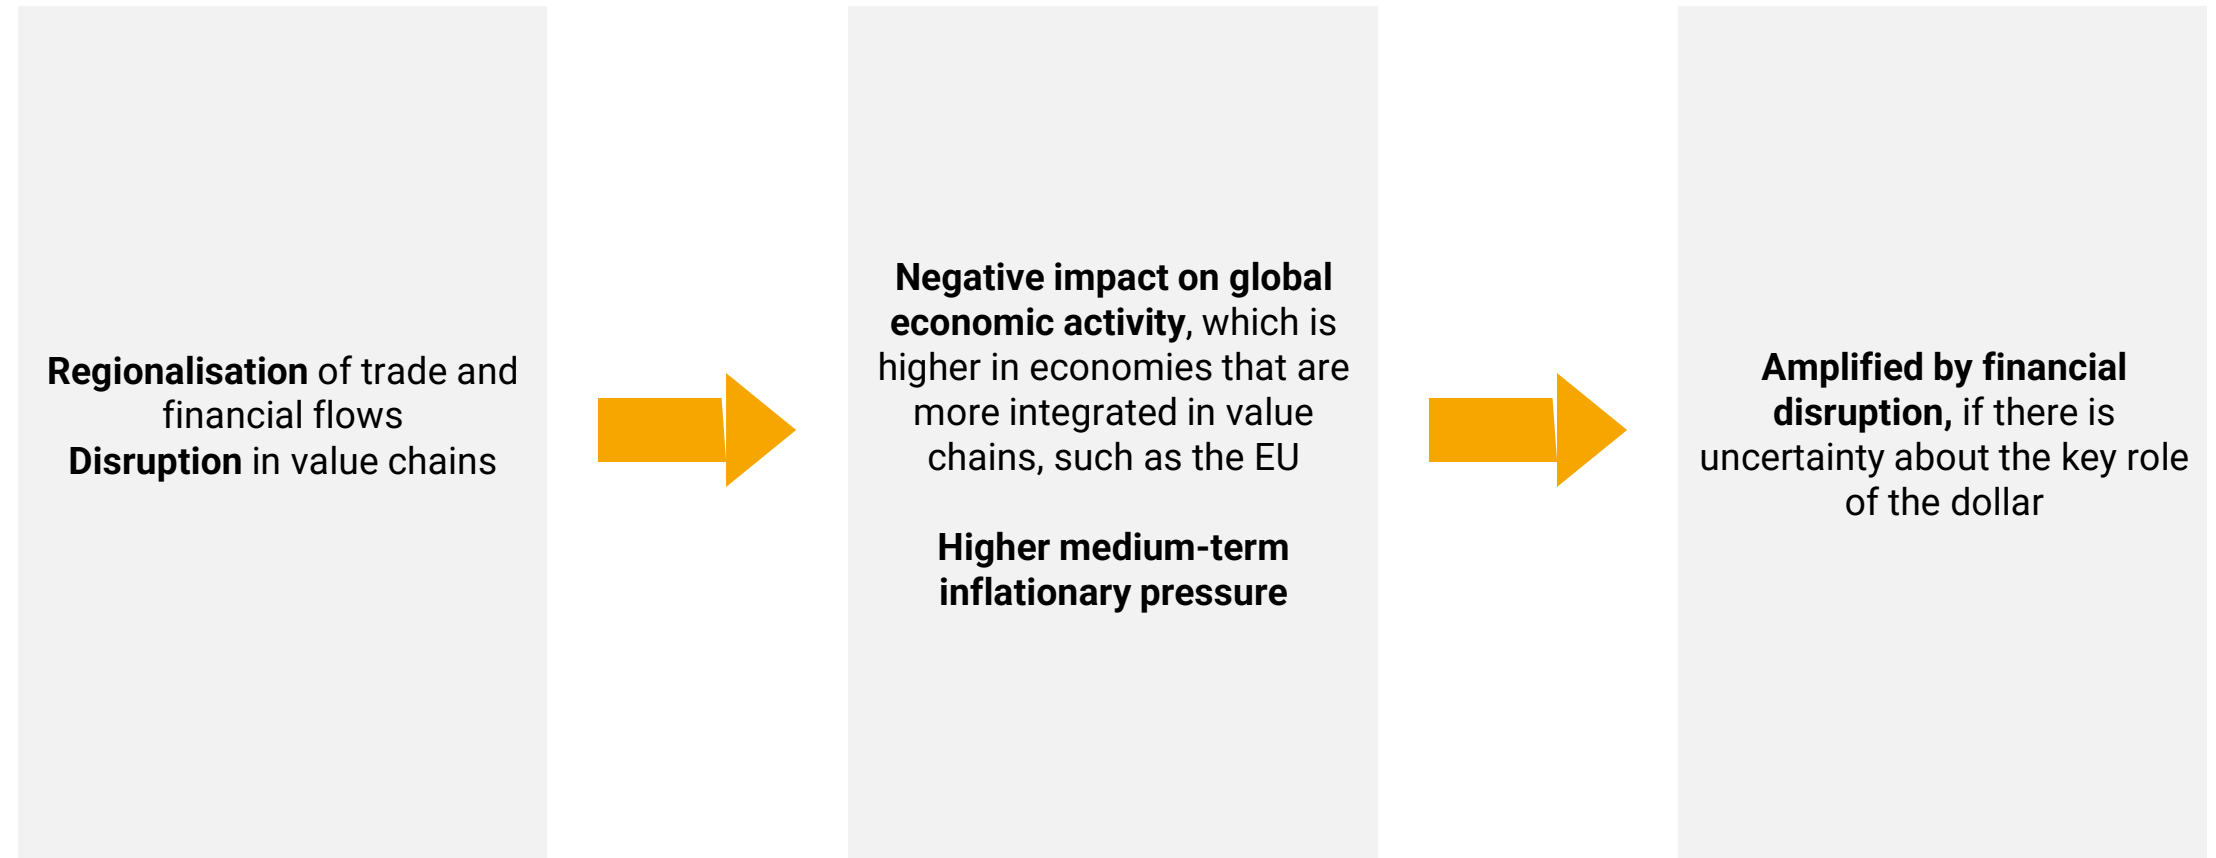 Regionalisation of trade and
financial flows
Disruption in value chains
Negative impact on global
economic activity, which is
higher in economies that are
more integrated in value
chains, such as the EU
Higher medium-term
inflationary pressure
Amplified by financial
disruption, if there is
uncertainty about the key role
of the dollar